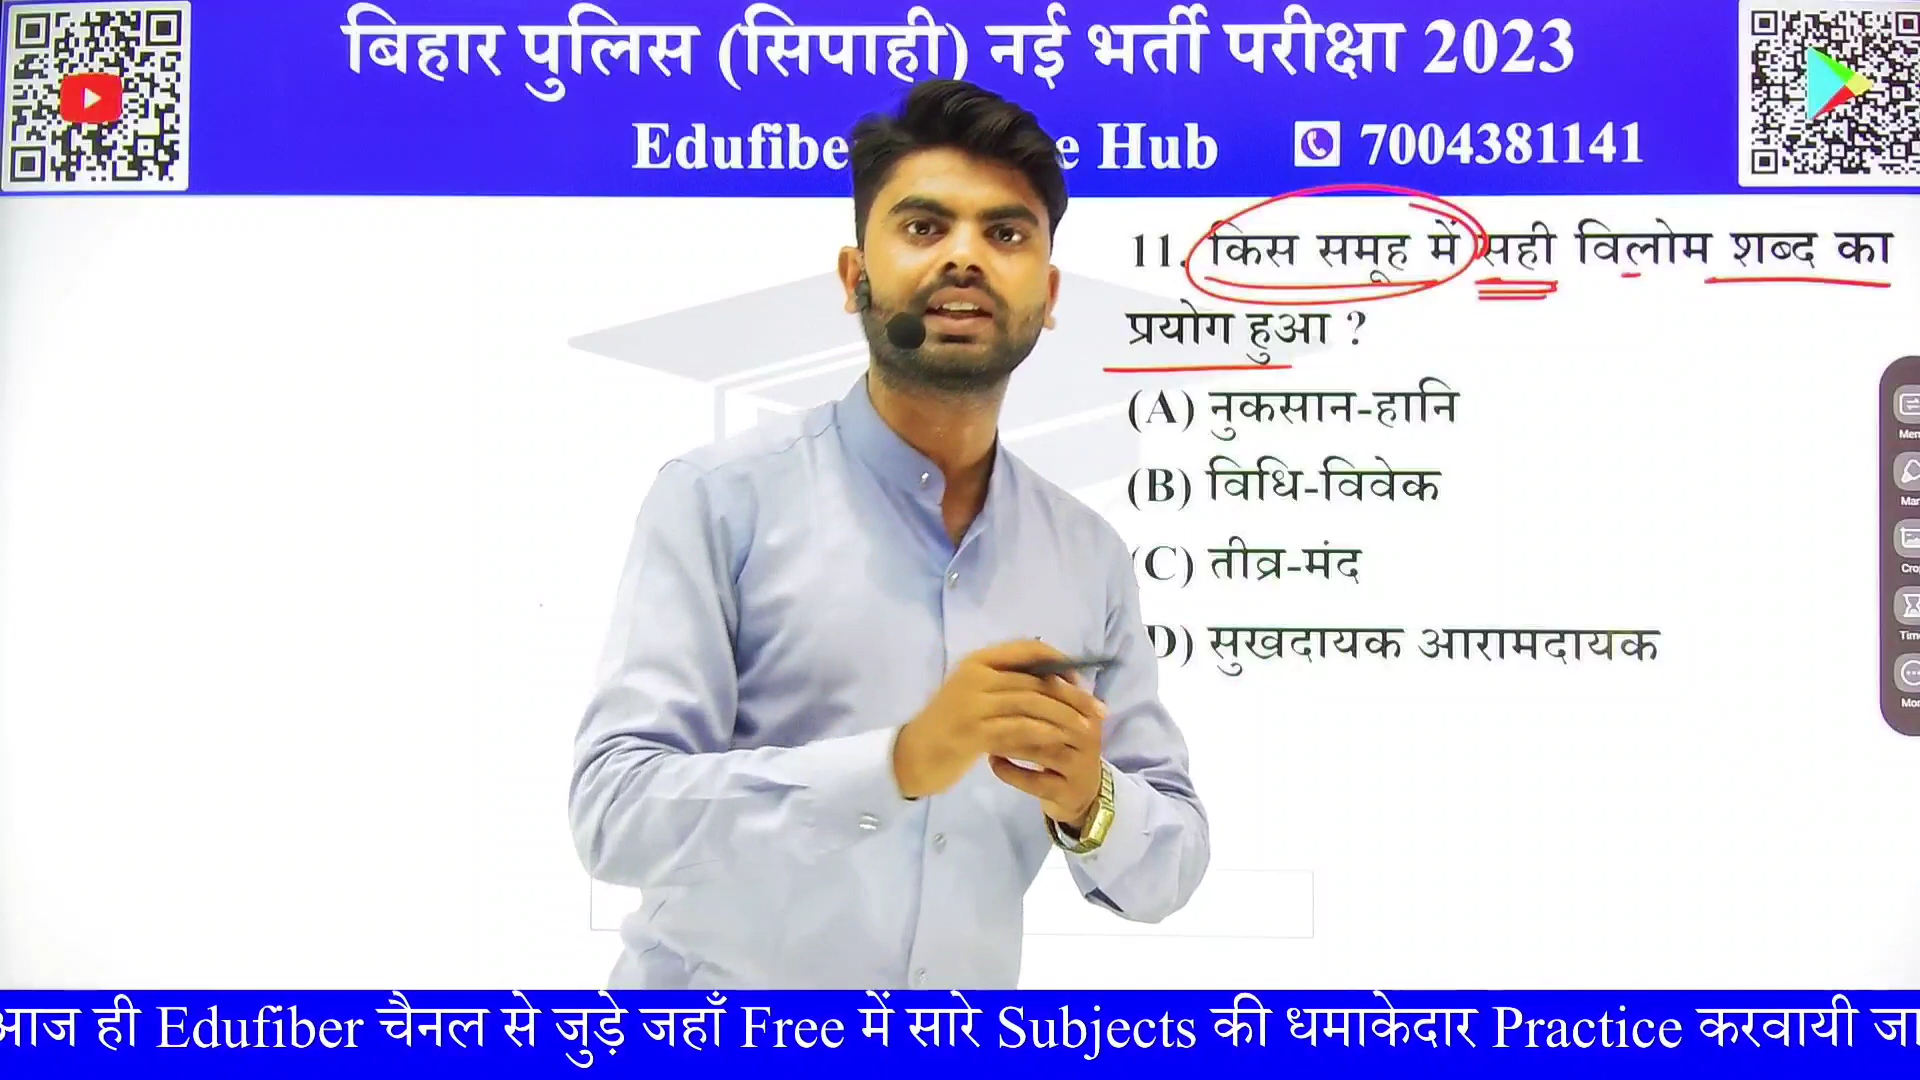 बिहार पुलिस (सिपाही) नई भर्ती परीक्षा 2023
Hub 7004381141
11. किस समूह में सही विलोम शब्द का
प्रयोग हुआ ?
(A) नुकसान-हानि
(B) विधि-विवेक
(C) तीव्र-मंद
D) सुखदायक आरामदायक
आज ही Edufiber चैनल से जुड़े जहाँ Free में सारे Subjects की धमाकेदार Practice करवायी